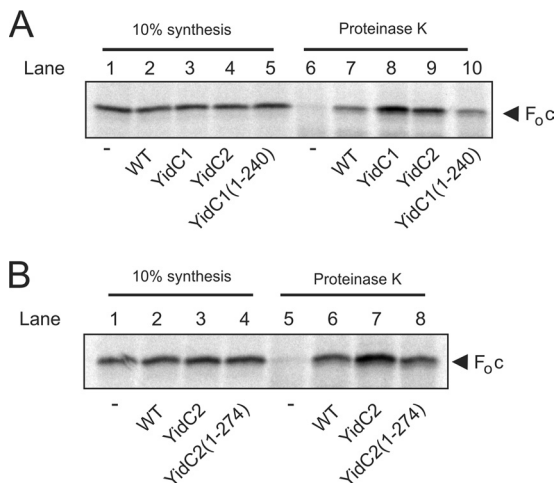 A
10% synthesis Proteinase K
Lane 1 2 3 4 5 6 7 8 9 10
Foc
- WT YidC1 YidC2 YidC1(1-240) - WT YidC1 YidC2 YidC1(1-240)
B
10% synthesis Proteinase K
Lane 1 2 3 4 5 6 7 8
Foc
- WT YidC2 YidC2(1-274) - WT YidC2 YidC2(1-274)